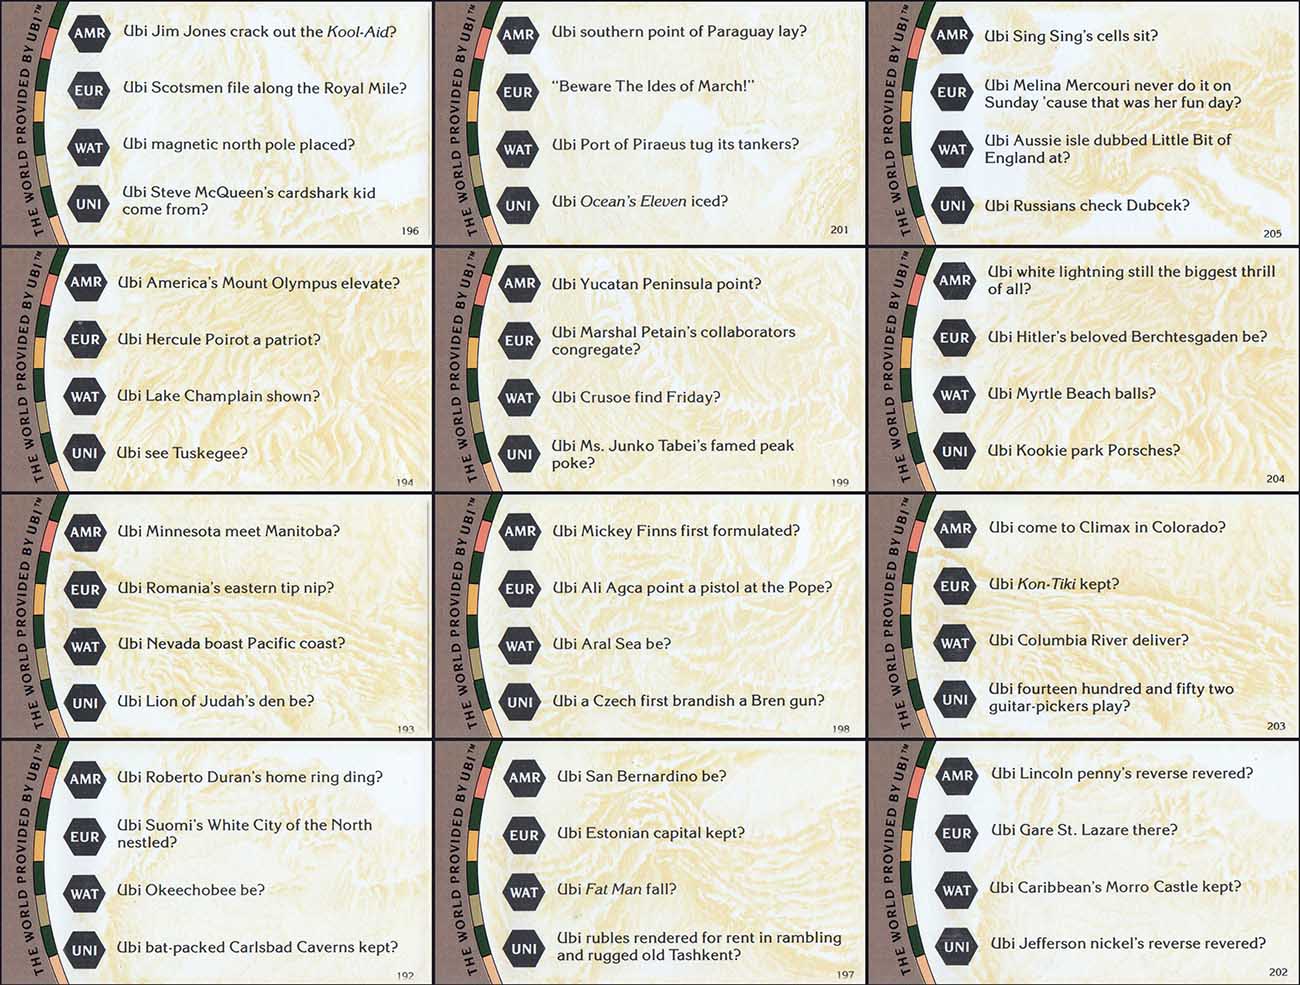 THE WORLD PROVIDED BY UBI™
AMR Ubi Jim Jones crack out the Kool-Aid?
EUR Ubi Scotsmen file along the Royal Mile?
WAT Ubi magnetic north pole placed?
UNI Ubi Steve McQueen's cardshark kid
come from?
196
THE WORLD PROVIDED BY UBI™
AMR Ubi southern point of Paraguay lay?
EUR "Beware The Ides of March!"
WAT Ubi Port of Piraeus tug its tankers?
UNI Ubi Ocean's Eleven iced?
201
THE WORLD PROVIDED BY UBI™
AMR Ubi Sing Sing's cells sit?
EUR Ubi Melina Mercouri never do it on
Sunday 'cause that was her fun day?
WAT Ubi Aussie isle dubbed Little Bit of
England at?
UNI Ubi Russians check Dubcek?
205
THE WORLD PROVIDED BY UBI™
AMR Ubi America's Mount Olympus elevate?
EUR Ubi Hercule Poirot a patriot?
WAT Ubi Lake Champlain shown?
UNI Ubi see Tuskegee?
194
THE WORLD PROVIDED BY UBI™
AMR Ubi Yucatan Peninsula point?
EUR Ubi Marshal Petain's collaborators
congregate?
WAT Ubi Crusoe find Friday?
UNI Ubi Ms. Junko Tabei's famed peak
poke?
199
THE WORLD PROVIDED BY UBI™
AMR Ubi white lightning still the biggest thrill
of all?
EUR Ubi Hitler's beloved Berchtesgaden be?
WAT Ubi Myrtle Beach balls?
UNI Ubi Kookie park Porsches?
204
THE WORLD PROVIDED BY UBI™
AMR Ubi Minnesota meet Manitoba?
EUR Ubi Romania's eastern tip nip?
WAT Ubi Nevada boast Pacific coast?
UNI Ubi Lion of Judah's den be?
193
THE WORLD PROVIDED BY UBI™
AMR Ubi Mickey Finns first formulated?
EUR Ubi Ali Agca point a pistol at the Pope?
WAT Ubi Aral Sea be?
UNI Ubi a Czech first brandish a Bren gun?
198
THE WORLD PROVIDED BY UBI™
AMR Ubi come to Climax in Colorado?
EUR Ubi Kon-Tiki kept?
WAT Ubi Columbia River deliver?
UNI Ubi fourteen hundred and fifty two
guitar-pickers play?
203
THE WORLD PROVIDED BY UBI™
AMR Ubi Roberto Duran's home ring ding?
EUR Ubi Suomi's White City of the North
nestled?
WAT Ubi Okeechobee be?
UNI Ubi bat-packed Carlsbad Caverns kept?
192
THE WORLD PROVIDED BY UBI™
AMR Ubi San Bernardino be?
EUR Ubi Estonian capital kept?
WAT Ubi Fat Man fall?
UNI Ubi rubles rendered for rent in rambling
and rugged old Tashkent?
197
THE WORLD PROVIDED BY UBI™
AMR Ubi Lincoln penny's reverse revered?
EUR Ubi Gare St. Lazare there?
WAT Ubi Caribbean's Morro Castle kept?
UNI Ubi Jefferson nickel's reverse revered?
202